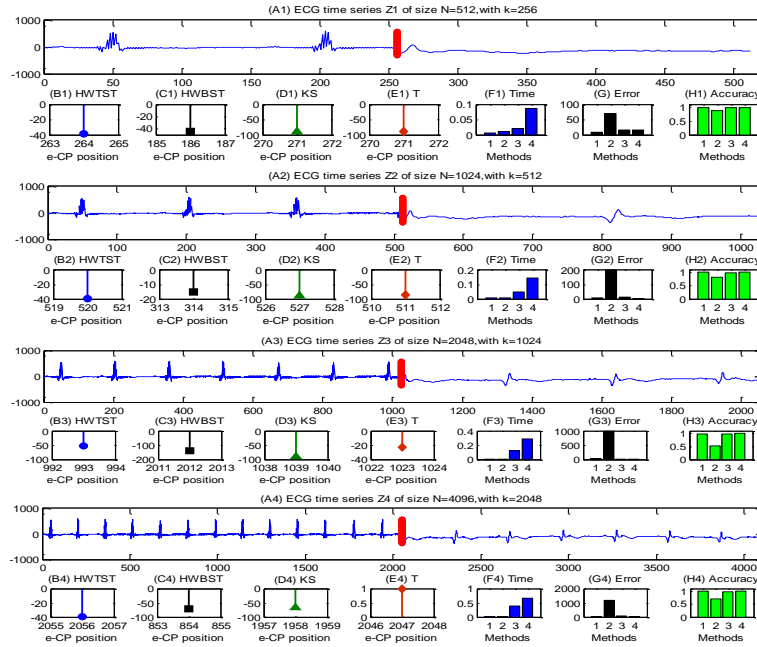 (A1) ECG time series Z1 of size N=512,with k=256
1000
0
-1000
0 50 100 150 200 250 300 350 400 450 500
(B1) HWTST (C1) HWBST (D1) KS (E1) T (F1) Time (G) Error (H1) Accuracy
0 0 0 0 0.1 100 1
-20 -20 -50 -50 0.05 50 0.5
-40 -40 -100 -100 0 0 0
263 264 265 185 186 187 270 271 272 270 271 272 1 2 3 4 1 2 3 4 1 2 3 4
e-CP position e-CP position e-CP position e-CP position Methods Methods Methods
(A2) ECG time series Z2 of size N=1024,with k=512
1000
0
-1000
0 100 200 300 400 500 600 700 800 900 1000
(B2) HWTST (C2) HWBST (D2) KS (E2) T (F2) Time (G2) Error (H2) Accuracy
0 0 0 0 0.2 200 1
-20 -10 -50 -50 0.1 100 0.5
-40 -20 -100 -100 0 0 0
519 520 521 313 314 315 526 527 528 510 511 512 1 2 3 4 1 2 3 4 1 2 3 4
e-CP position e-CP position e-CP position e-CP position Methods Methods Methods
(A3) ECG time series Z3 of size N=2048,with k=1024
1000
0
-1000
0 200 400 600 800 1000 1200 1400 1600 1800 2000
(B3) HWTST (C3) HWBST (D3) KS (E3) T (F3) Time (G3) Error (H3) Accuracy
0 0 0 0 0.4 1000 1
-50 -100 -50 -20 0.2 500 0.5
-100 -200 -100 -40 0 0 0
992 993 994 2011 2012 2013 1038 1039 1040 1022 1023 1024 1 2 3 4 1 2 3 4 1 2 3 4
e-CP position e-CP position e-CP position e-CP position Methods Methods Methods
(A4) ECG time series Z4 of size N=4096,with k=2048
1000
0
-1000
0 500 1000 1500 2000 2500 3000 3500 4000
(B4) HWTST (C4) HWBST (D4) KS (E4) T (F4) Time (G4) Error (H4) Accuracy
0 0 0 1 1 2000 1
-20 -50 -50 0.5 0.5 1000 0.5
-40 -100 -100 0 0 0 0
2055 2056 2057 853 854 855 1957 1958 1959 2046 2047 2048 1 2 3 4 1 2 3 4 1 2 3 4
e-CP position e-CP position e-CP position e-CP position Methods Methods Methods